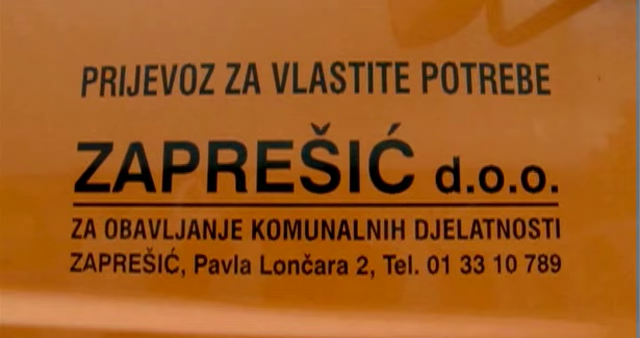 PRIJEVOZ ZA VLASTITE POTREBE
ZAPREŠIĆ d.o.o.
ZA OBAVLJANJE KOMUNALNIH DJELATNOSTI
ZAPREŠIĆ, Pavla Lončara 2, Tel. 01 33 10 789